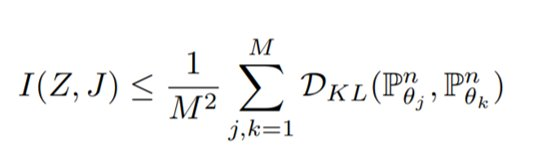 I(Z, J) ≤ \frac{1}{M^2} \sum_{j,k=1}^{M} \mathcal{D}_{KL}(\mathbb{P}^n_{\theta_j}, \mathbb{P}^n_{\theta_k})